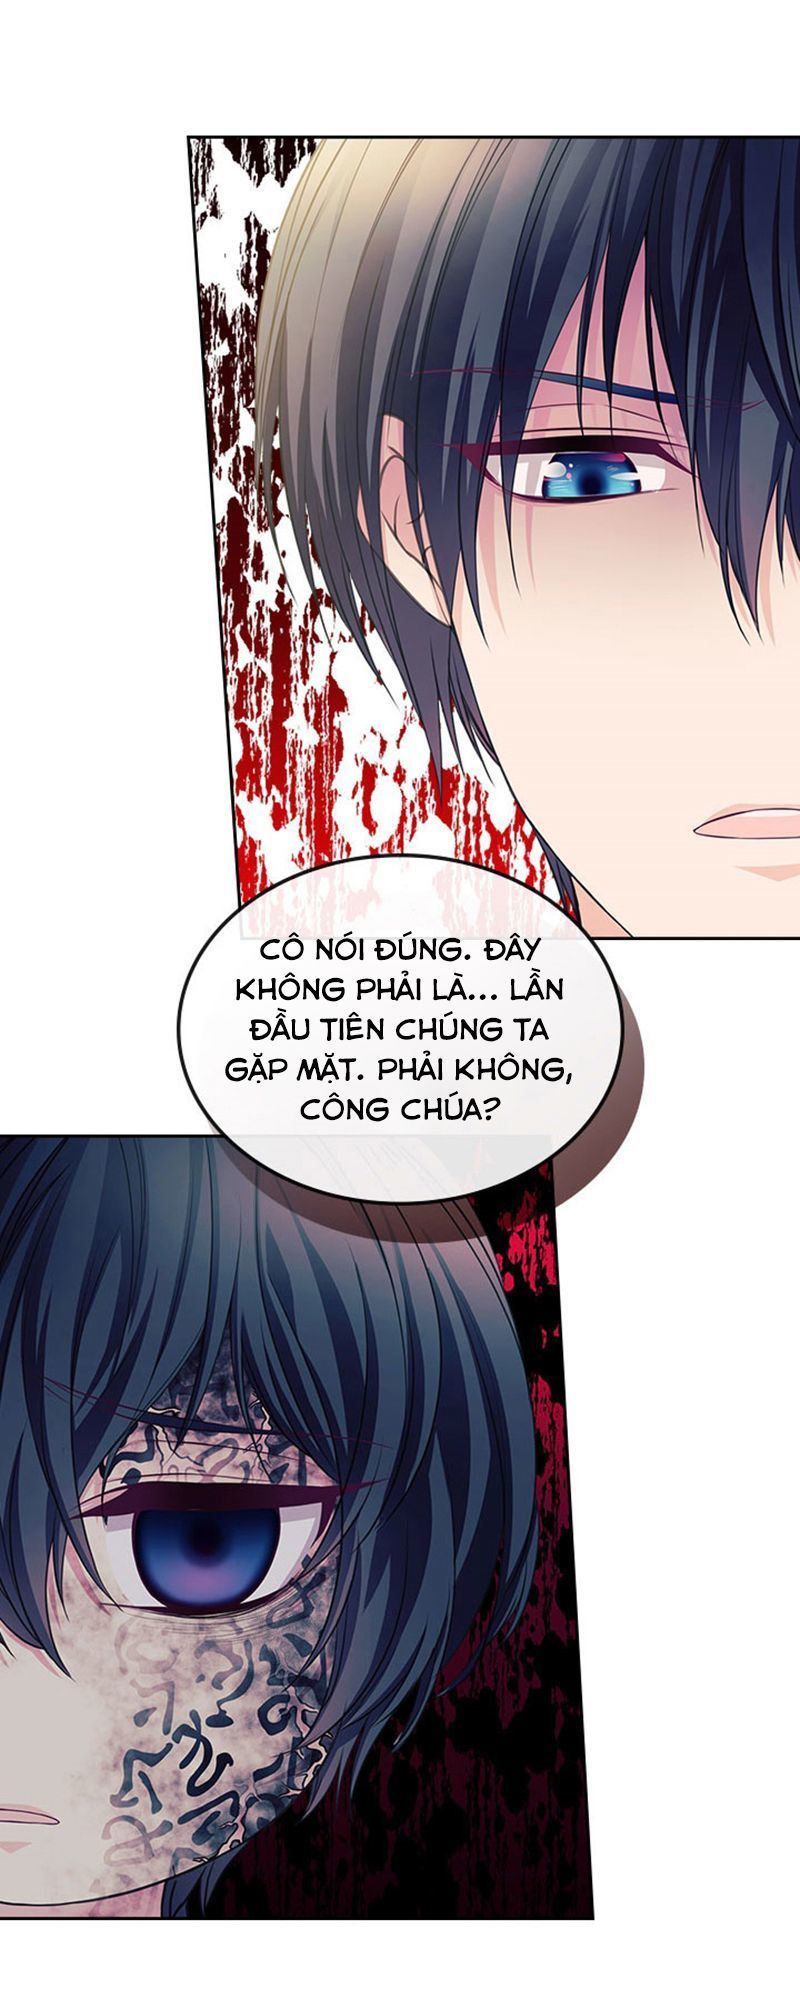 CÔ NÓI ĐÚNG. ĐÂY
KHÔNG PHẢI LÀ... LẦN
ĐẦU TIÊN CHÚNG TA
GẶP MẶT. PHẢI KHÔNG,
CÔNG CHÚA?